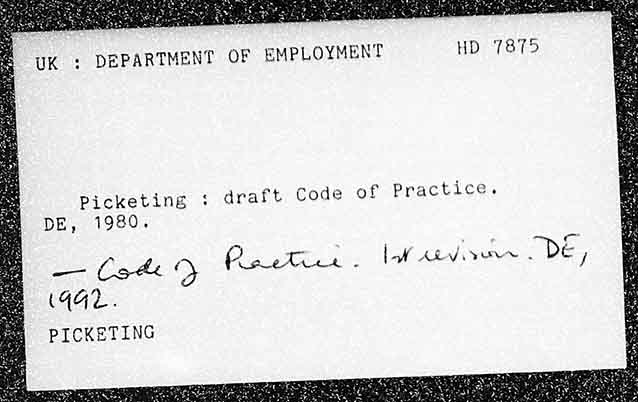 UK : DEPARTMENT OF EMPLOYMENT HD 7875
Picketing : draft Code of Practice.
DE, 1980.
— Code of Practice. 1st revision. DE,
1992.
PICKETING